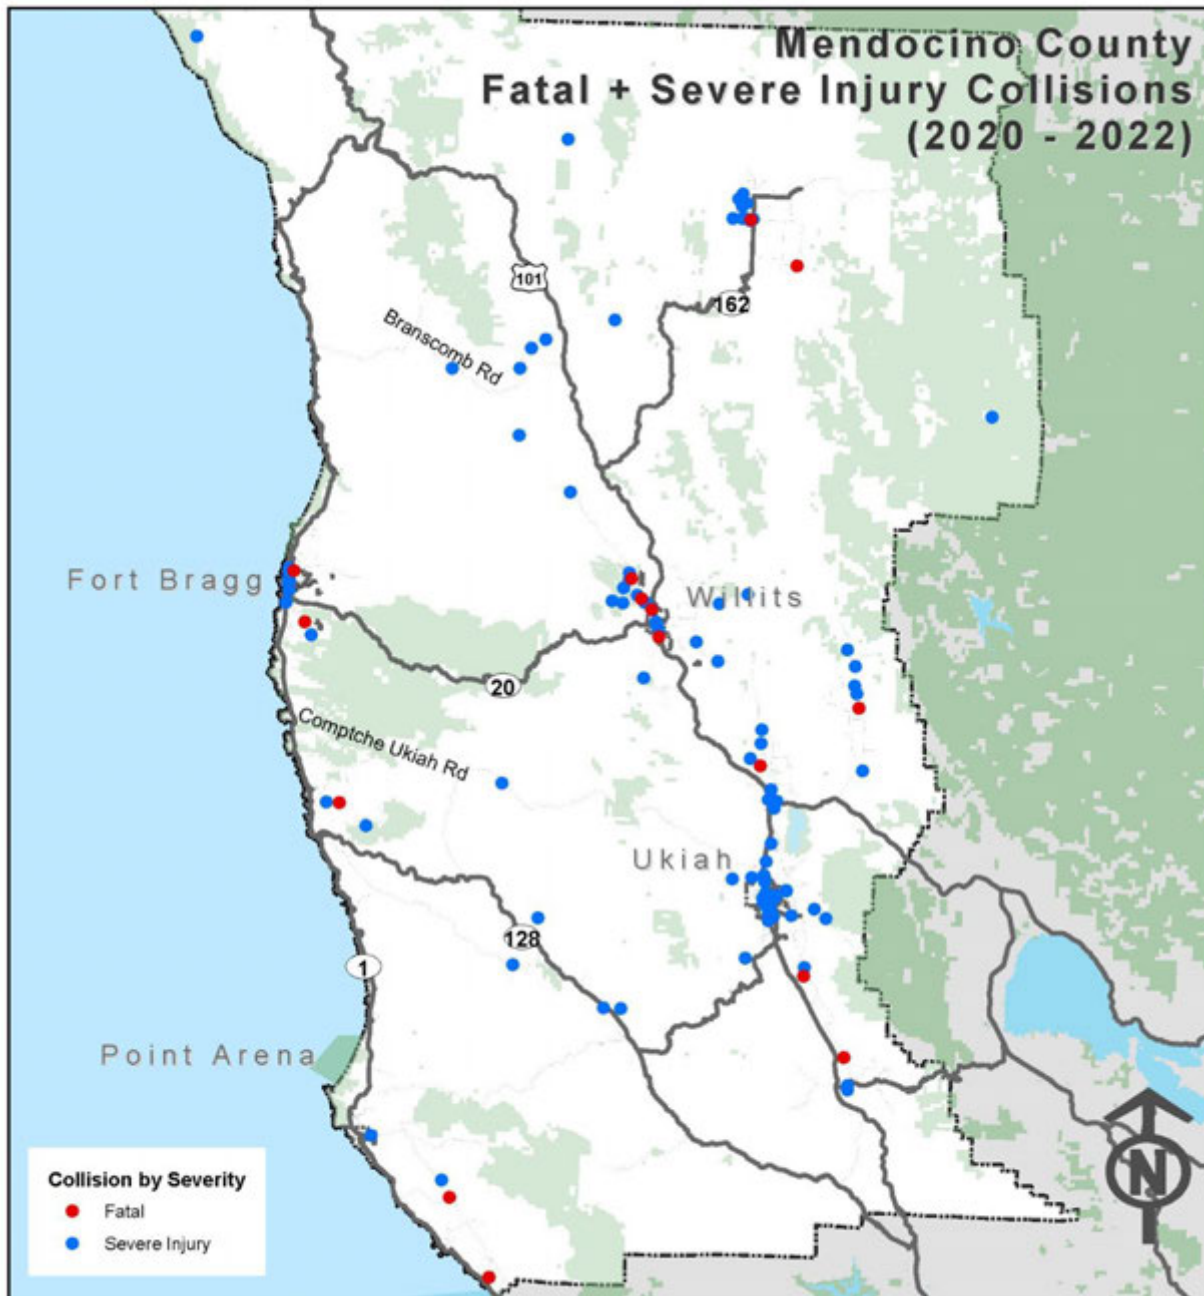 Mendocino County
Fatal + Severe Injury Collisions
(2020 - 2022)
101
162
Branscomb Rd
Fort Bragg
Willits
20
Comptche Ukiah Rd
Ukiah
128
1
Point Arena
N
Collision by Severity
Fatal
Severe Injury